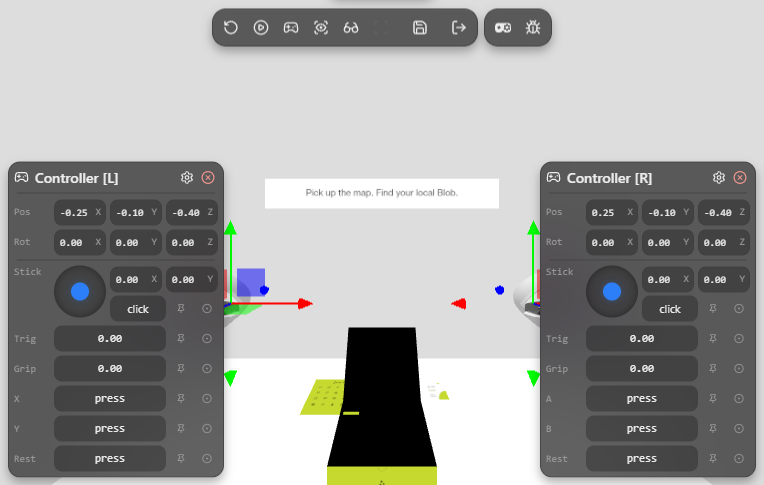 Controller [L]
Pos -0.25 X -0.10 Y -0.40 Z
Rot 0.00 X 0.00 Y 0.00 Z
Stick 0.00 X 0.00 Y
click
Trig 0.00
Grip 0.00
X press
Y press
Rest press
Pick up the map. Find your local Blob.
Controller [R]
Pos 0.25 X -0.10 Y -0.40 Z
Rot 0.00 X 0.00 Y 0.00 Z
Stick 0.00 X 0.00 Y
click
Trig 0.00
Grip 0.00
A press
B press
Rest press